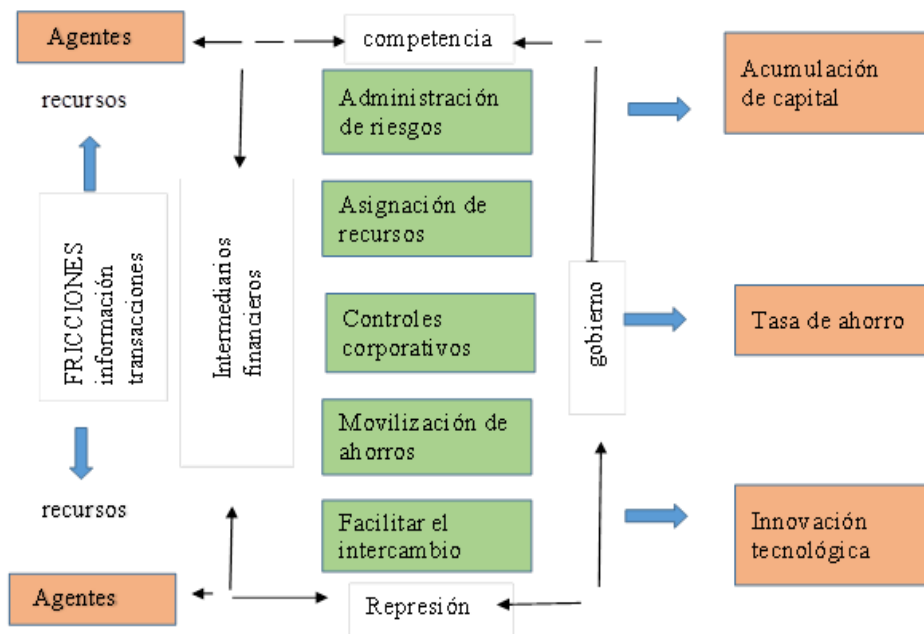 Agentes
competencia
recursos
Administración
de riesgos
Acumulación
de capital
FRICCIONES
información
transacciones
Intermediarios
financieros
Asignación de
recursos
Controles
corporativos
gobierno
Tasa de ahorro
Movilización de
ahorros
recursos
Facilitar el
intercambio
Innovación
tecnológica
Agentes
Represión